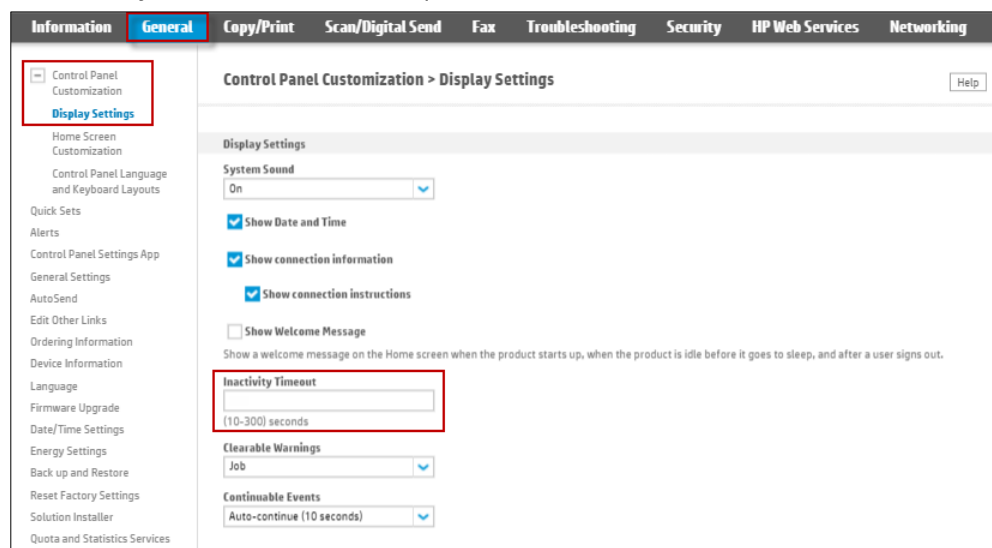 Information General Copy/Print Scan/Digital Send Fax Troubleshooting Security HP Web Services Networking
Control Panel
Customization
Display Settings
Home Screen
Customization
Control Panel Language
and Keyboard Layouts
Quick Sets
Alerts
Control Panel Settings App
General Settings
AutoSend
Edit Other Links
Ordering Information
Device Information
Language
Firmware Upgrade
Date/Time Settings
Energy Settings
Back up and Restore
Reset Factory Settings
Solution Installer
Quota and Statistics Services
Control Panel Customization > Display Settings
Help
Display Settings
System Sound
On
Show Date and Time
Show connection information
Show connection instructions
Show Welcome Message
Show a welcome message on the Home screen when the product starts up, when the product is idle before it goes to sleep, and after a user signs out.
Inactivity Timeout
(10-300) seconds
Clearable Warnings
Job
Continuable Events
Auto-continue (10 seconds)